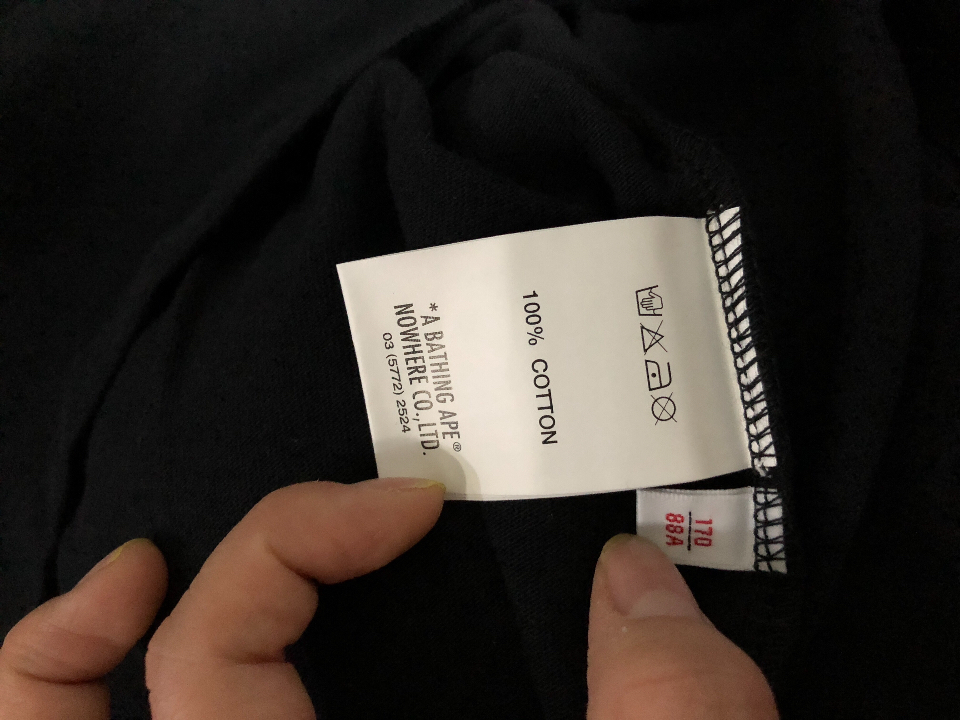 100% COTTON
*A BATHING APE®
NOWHERE CO.,LTD.
03 (5772) 2524
170
88A